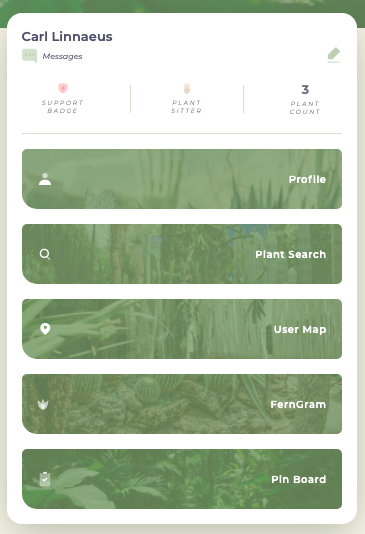 Carl Linnaeus
Messages
SUPPORT
BADGE
PLANT
SITTER
3
PLANT
COUNT
Profile
Plant Search
User Map
FernGram
Pin Board